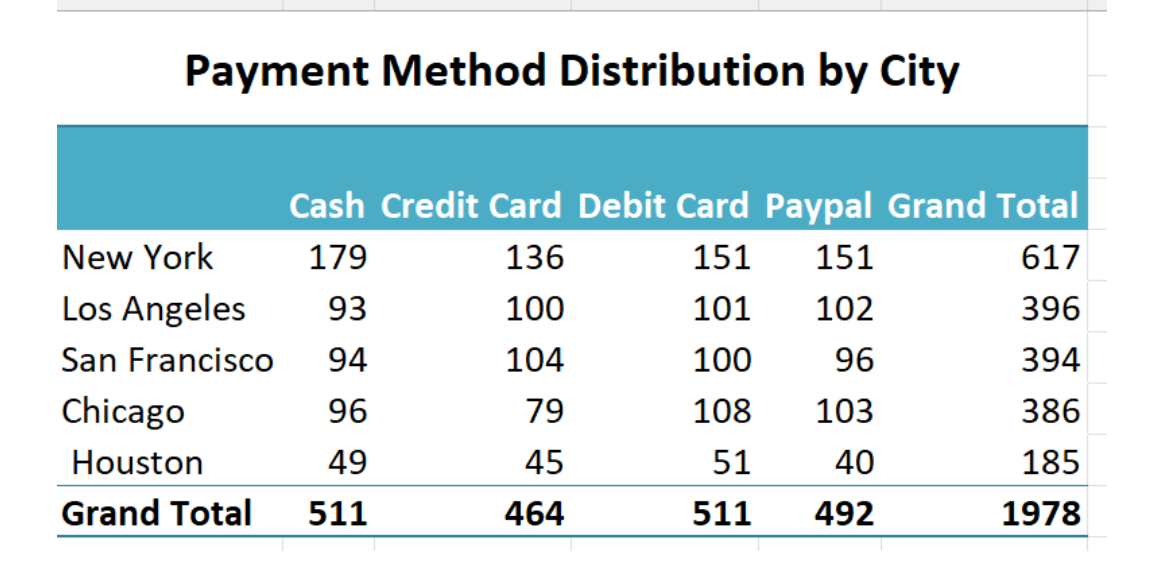 Payment Method Distribution by City
Cash Credit Card Debit Card Paypal Grand Total
New York 179 136 151 151 617
Los Angeles 93 100 101 102 396
San Francisco 94 104 100 96 394
Chicago 96 79 108 103 386
Houston 49 45 51 40 185
Grand Total 511 464 511 492 1978